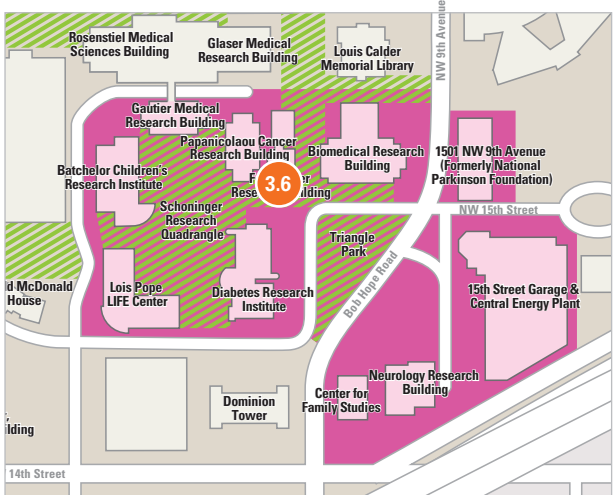 Rosenstiel Medical
Sciences Building
Glaser Medical
Research Building
Louis Calder
Memorial Library
NW 9th Avenue
Gautier Medical
Research Building
Papanicolaou Cancer
Research Building
Biomedical Research
Building
1501 NW 9th Avenue
(Formerly National
Parkinson Foundation)
Batchelor Children's
Research Institute
3.6
Schoninger
Research
Quadrangle
NW 15th Street
Triangle
Park
Bob Hope Road
d McDonald
House
Lois Pope
LIFE Center
Diabetes Research
Institute
15th Street Garage &
Central Energy Plant
Neurology Research
Building
Center for
Family Studies
Dominion
Tower
ilding
14th Street